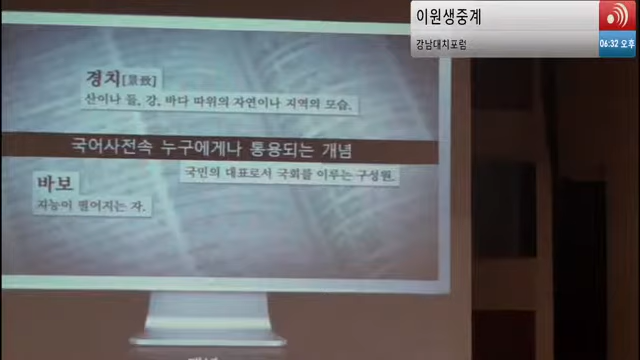 이원생중계
강남대치포럼
06:32 오후
경치[景致]
산이나 들, 강, 바다 따위의 자연이나 지역의 모습.
국어사전속 누구에게나 통용되는 개념
국민의 대표로서 국회를 이루는 구성원.
바보
지능이 떨어지는 자.